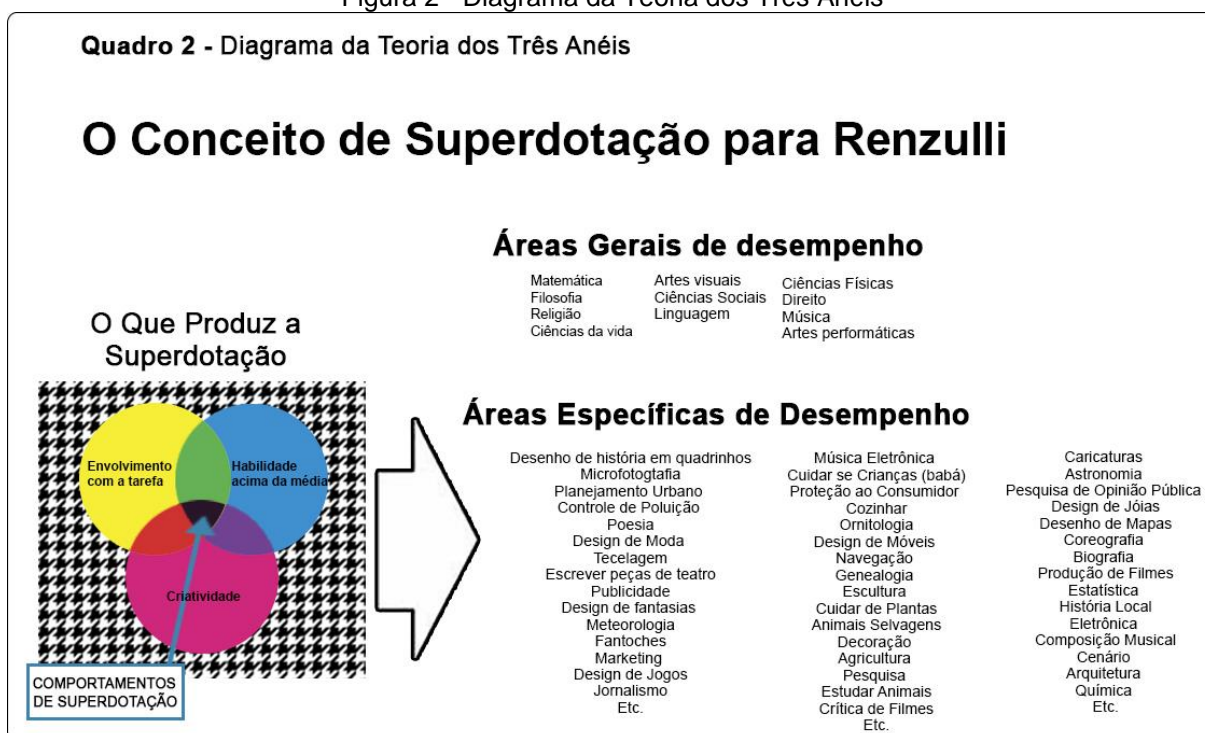 Figura 2 - Diagrama da Teoria dos Três Anéis
Quadro 2 - Diagrama da Teoria dos Três Anéis
O Conceito de Superdotação para Renzulli
O Que Produz a
Superdotação
Envolvimento
com a tarefa
Habilidade
acima da média
Criatividade
COMPORTAMENTOS
DE SUPERDOTAÇÃO
Áreas Gerais de desempenho
Matemática
Filosofia
Religião
Ciências da vida
Artes visuais
Ciências Sociais
Linguagem
Ciências Físicas
Direito
Música
Artes performáticas
Áreas Específicas de Desempenho
Desenho de história em quadrinhos
Microfotogtafia
Planejamento Urbano
Controle de Poluição
Poesia
Design de Moda
Tecelagem
Escrever peças de teatro
Publicidade
Design de fantasias
Meteorologia
Fantoches
Marketing
Design de Jogos
Jornalismo
Etc.
Música Eletrônica
Cuidar se Crianças (babá)
Proteção ao Consumidor
Cozinhar
Ornitologia
Design de Móveis
Navegação
Genealogia
Escultura
Cuidar de Plantas
Animais Selvagens
Decoração
Agricultura
Pesquisa
Estudar Animais
Crítica de Filmes
Etc.
Caricaturas
Astronomia
Pesquisa de Opinião Pública
Design de Jóias
Desenho de Mapas
Coreografia
Biografia
Produção de Filmes
Estatística
História Local
Eletrônica
Composição Musical
Cenário
Arquitetura
Química
Etc.